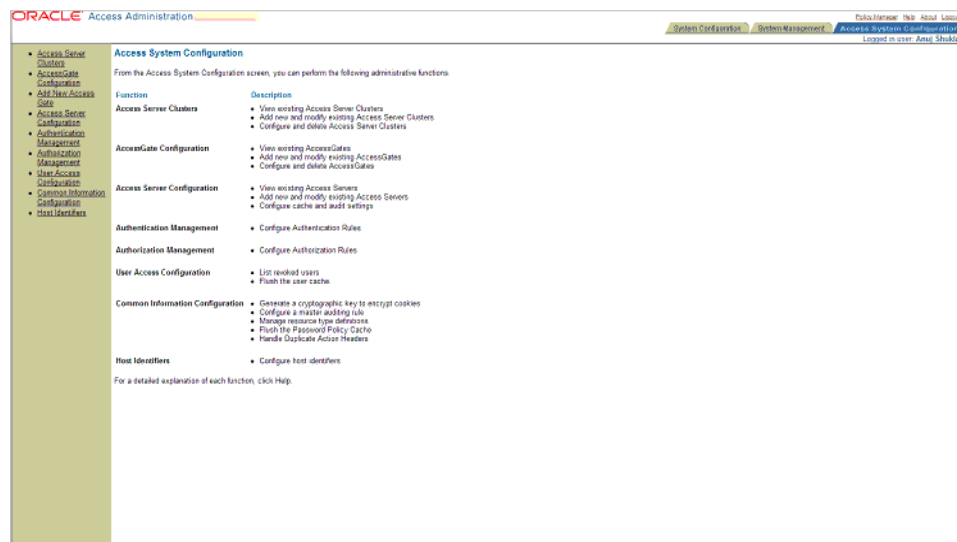 ORACLE Access Administration
Policy Manager Help About
System Configuration System Management Access System Configuration
Logged in user: Anuj Shukla
Access Server Clusters
AccessGate Configuration
Add New Access Gate
Access Server Configuration
Authentication Management
Authorization Management
User Access Configuration
Common Information Configuration
Host Identifiers
Access System Configuration
From the Access System Configuration screen, you can perform the following administrative functions.
Function Description
Access Server Clusters
View existing Access Server Clusters
Add new and modify existing Access Server Clusters
Configure and delete Access Server Clusters
AccessGate Configuration
View existing AccessGates
Add new and modify existing AccessGates
Configure and delete AccessGates
Access Server Configuration
View existing Access Servers
Add new and modify existing Access Servers
Configure cache and audit settings
Authentication Management
Configure Authentication Rules
Authorization Management
Configure Authorization Rules
User Access Configuration
List revoked users
Flush the user cache.
Common Information Configuration
Generate a cryptographic key to encrypt cookies
Configure a master auditing rule
Manage resource type definitions
Flush the Password Policy Cache
Handle Duplicate Action Headers
Host Identifiers
Configure host identifiers
For a detailed explanation of each function, click Help.